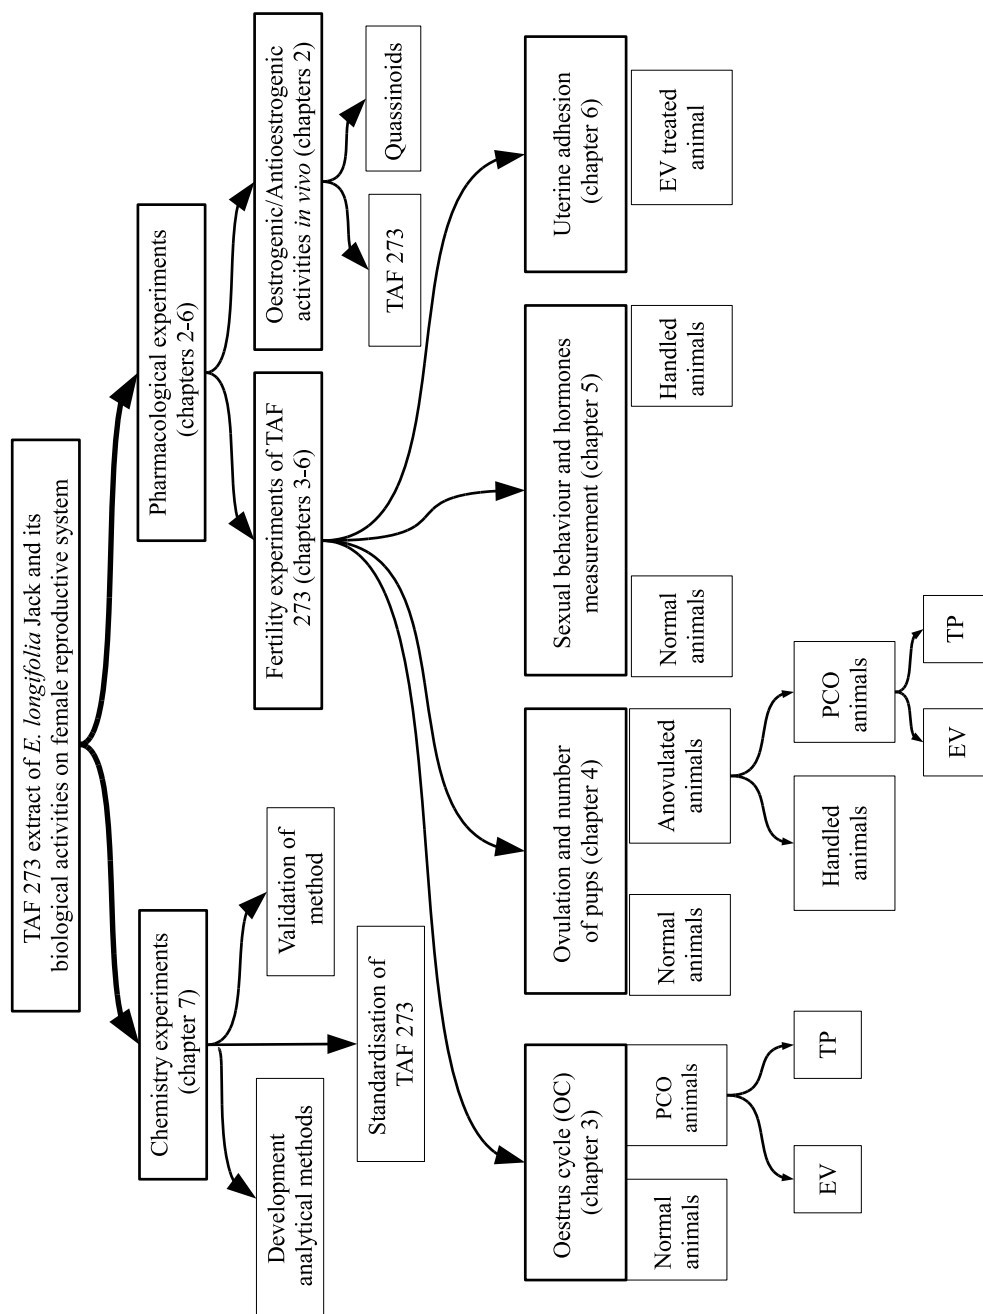 TAF 273 extract of E. longifolia Jack and its
biological activities on female reproductive system
Chemistry experiments
(chapter 7)
Pharmacological experiments
(chapters 2-6)
Development
analytical methods
Standardisation of
TAF 273
Validation of
method
Fertility experiments of TAF
273 (chapters 3-6)
Oestrogenic/Antioestrogenic
activities in vivo (chapters 2)
TAF 273
Quassinoids
Oestrus cycle (OC)
(chapter 3)
Normal
animals
PCO
animals
EV
TP
Ovulation and number
of pups (chapter 4)
Normal
animals
Anovulated
animals
Handled
animals
PCO
animals
EV
TP
Sexual behaviour and hormones
measurement (chapter 5)
Normal
animals
Handled
animals
Uterine adhesion
(chapter 6)
EV treated
animal